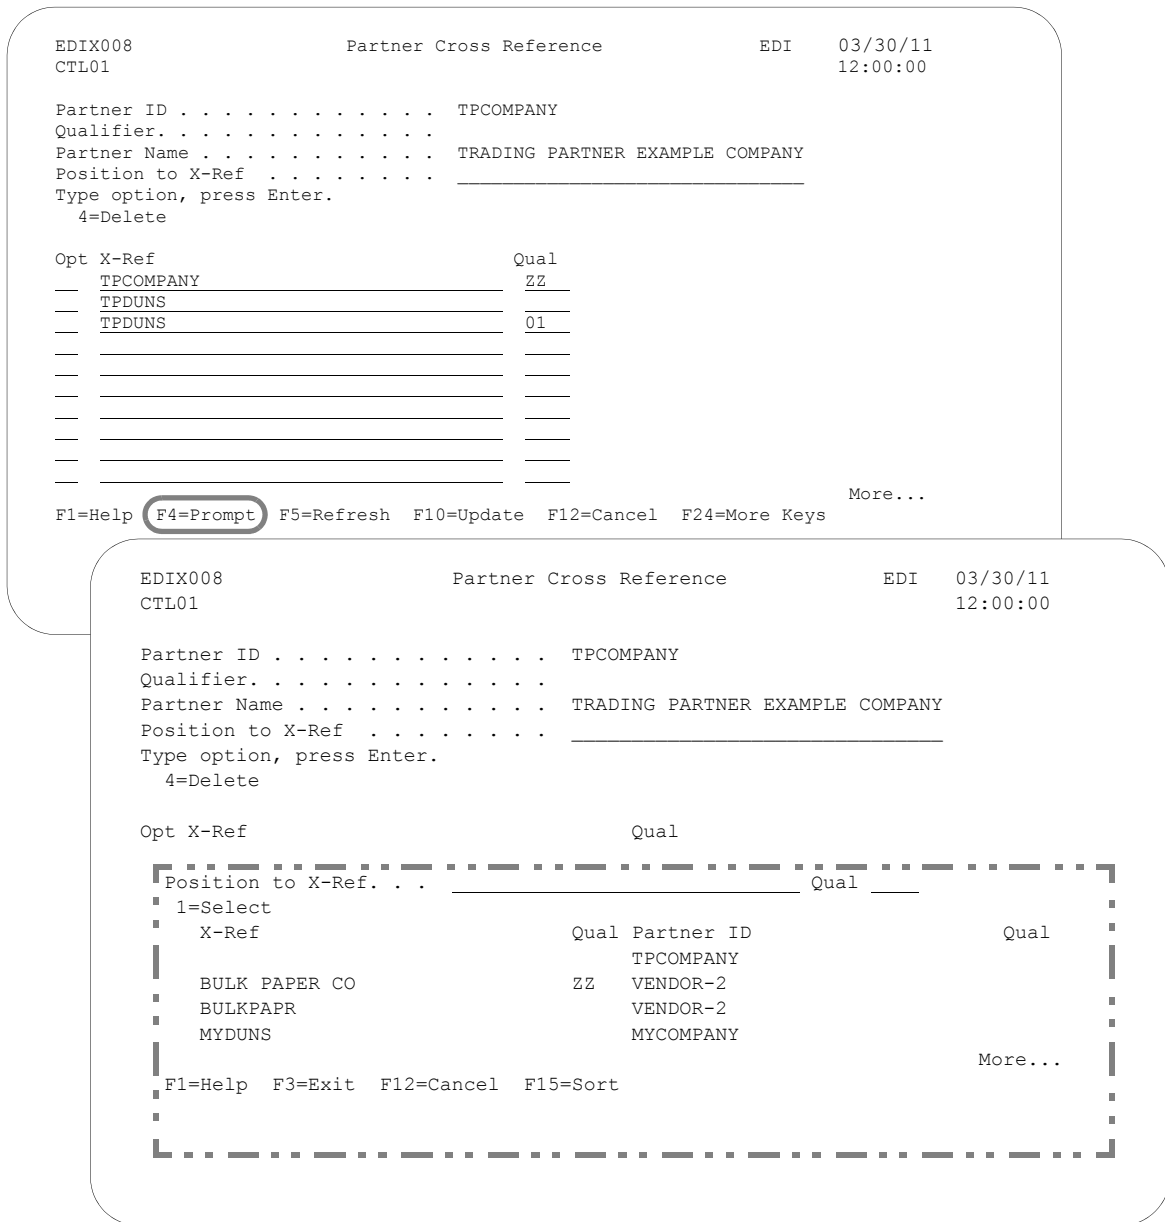 EDIX008 Partner Cross Reference EDI 03/30/11
CTL01 12:00:00
Partner ID . . . . . . . . . . . . TPCOMPANY
Qualifier. . . . . . . . . . . . .
Partner Name . . . . . . . . . . . TRADING PARTNER EXAMPLE COMPANY
Position to X-Ref . . . . . . . . _______________________________
Type option, press Enter.
4=Delete
Opt X-Ref Qual
TPCOMPANY ZZ
TPDUNS
TPDUNS 01
More...
F1=Help F4=Prompt F5=Refresh F10=Update F12=Cancel F24=More Keys
EDIX008 Partner Cross Reference EDI 03/30/11
CTL01 12:00:00
Partner ID . . . . . . . . . . . . TPCOMPANY
Qualifier. . . . . . . . . . . . .
Partner Name . . . . . . . . . . . TRADING PARTNER EXAMPLE COMPANY
Position to X-Ref . . . . . . . . _______________________________
Type option, press Enter.
4=Delete
Opt X-Ref Qual
Position to X-Ref. . . _____________________________ Qual ____
1=Select
X-Ref Qual Partner ID Qual
TPCOMPANY
BULK PAPER CO ZZ VENDOR-2
BULKPAPR VENDOR-2
MYDUNS MYCOMPANY
More...
F1=Help F3=Exit F12=Cancel F15=Sort